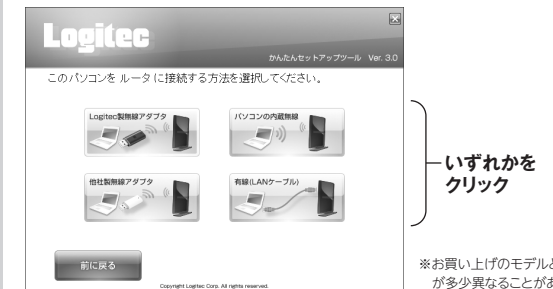 Logitec
かんたんセットアップツール Ver. 3.0
このパソコンを ルータ に接続する方法を選択してください。
Logitec製無線アダプタ
パソコンの内蔵無線
他社製無線アダプタ
有線(LANケーブル)
いずれかを
クリック
前に戻る
Copyright Logitec Corp. All rights reserved.
※お買い上げのモデルと
が多少異なることがあ